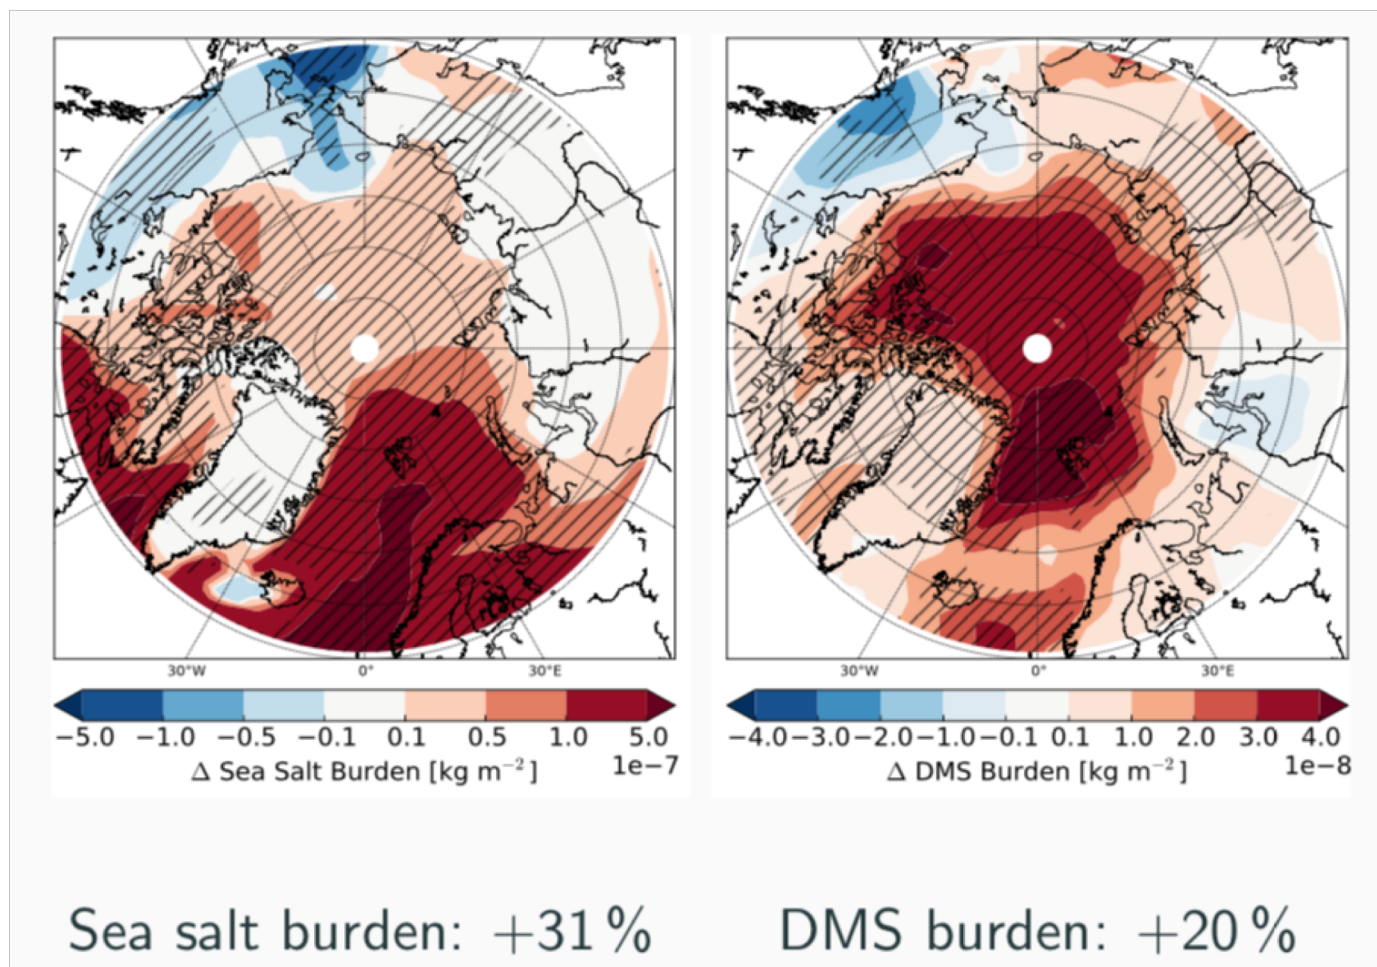 30°W 0° 30°E
−5.0 −1.0 −0.5 −0.1 0.1 0.5 1.0 5.0
Δ Sea Salt Burden [kg m⁻²] 1e−7
30°W 0° 30°E
−4.0 −3.0 −2.0 −1.0 −0.1 0.1 1.0 2.0 3.0 4.0
Δ DMS Burden [kg m⁻²] 1e−8
Sea salt burden: +31 %
DMS burden: +20 %